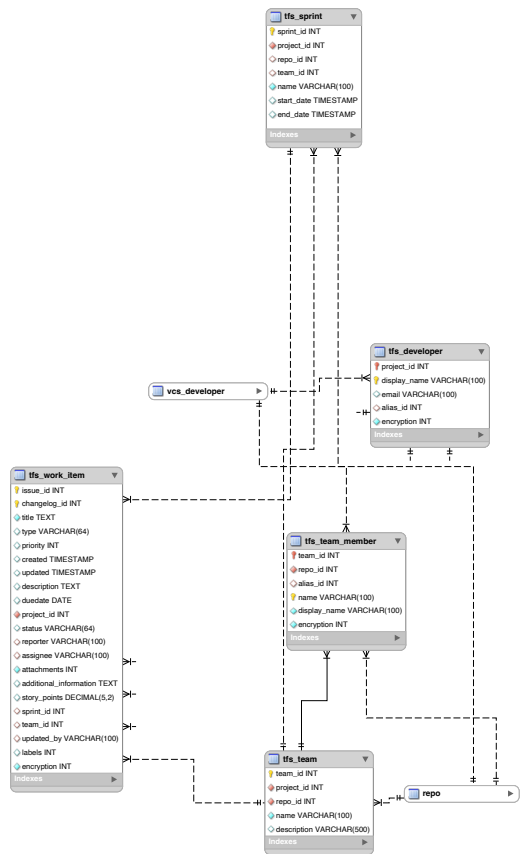 tfs_sprint
sprint_id INT
project_id INT
repo_id INT
team_id INT
name VARCHAR(100)
start_date TIMESTAMP
end_date TIMESTAMP
Indexes
tfs_developer
project_id INT
display_name VARCHAR(100)
email VARCHAR(100)
alias_id INT
encryption INT
Indexes
vcs_developer
tfs_work_item
issue_id INT
changelog_id INT
title TEXT
type VARCHAR(64)
priority INT
created TIMESTAMP
updated TIMESTAMP
description TEXT
duedate DATE
project_id INT
status VARCHAR(64)
reporter VARCHAR(100)
assignee VARCHAR(100)
attachments INT
additional_information TEXT
story_points DECIMAL(5,2)
sprint_id INT
team_id INT
updated_by VARCHAR(100)
labels INT
encryption INT
Indexes
tfs_team_member
team_id INT
repo_id INT
alias_id INT
name VARCHAR(100)
display_name VARCHAR(100)
encryption INT
Indexes
tfs_team
team_id INT
project_id INT
repo_id INT
name VARCHAR(100)
description VARCHAR(500)
Indexes
repo